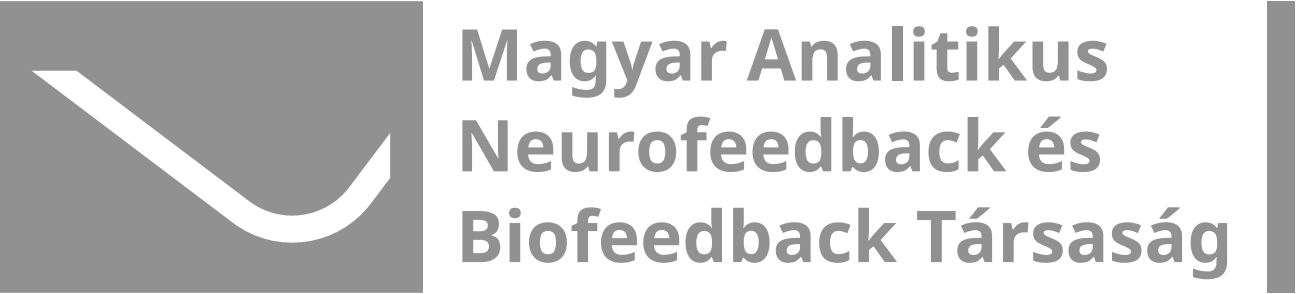 Magyar Analitikus
Neurofeedback és
Biofeedback Társaság